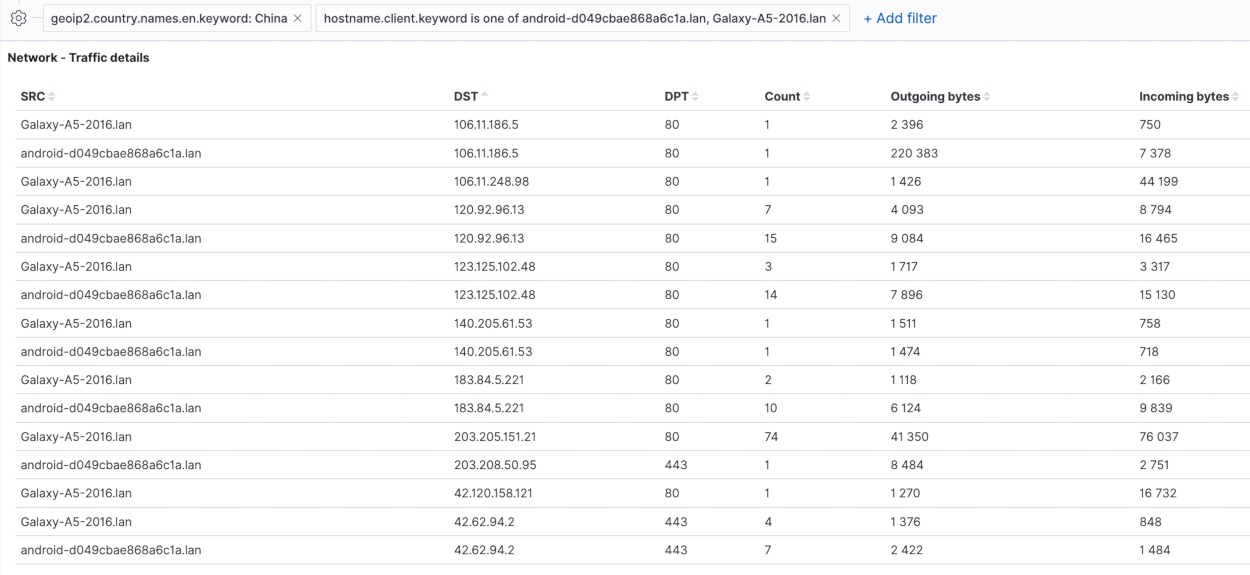 geoip2.country.names.en.keyword: China × hostname.client.keyword is one of android-d049cbae868a6c1a.lan, Galaxy-A5-2016.lan × + Add filter
Network - Traffic details
SRC DST DPT Count Outgoing bytes Incoming bytes
Galaxy-A5-2016.lan 106.11.186.5 80 1 2 396 750
android-d049cbae868a6c1a.lan 106.11.186.5 80 1 220 383 7 378
Galaxy-A5-2016.lan 106.11.248.98 80 1 1 426 44 199
Galaxy-A5-2016.lan 120.92.96.13 80 7 4 093 8 794
android-d049cbae868a6c1a.lan 120.92.96.13 80 15 9 084 16 465
Galaxy-A5-2016.lan 123.125.102.48 80 3 1 717 3 317
android-d049cbae868a6c1a.lan 123.125.102.48 80 14 7 896 15 130
Galaxy-A5-2016.lan 140.205.61.53 80 1 1 511 758
android-d049cbae868a6c1a.lan 140.205.61.53 80 1 1 474 718
Galaxy-A5-2016.lan 183.84.5.221 80 2 1 118 2 166
android-d049cbae868a6c1a.lan 183.84.5.221 80 10 6 124 9 839
Galaxy-A5-2016.lan 203.205.151.21 80 74 41 350 76 037
android-d049cbae868a6c1a.lan 203.208.50.95 443 1 8 484 2 751
Galaxy-A5-2016.lan 42.120.158.121 80 1 1 270 16 732
Galaxy-A5-2016.lan 42.62.94.2 443 4 1 376 848
android-d049cbae868a6c1a.lan 42.62.94.2 443 7 2 422 1 484